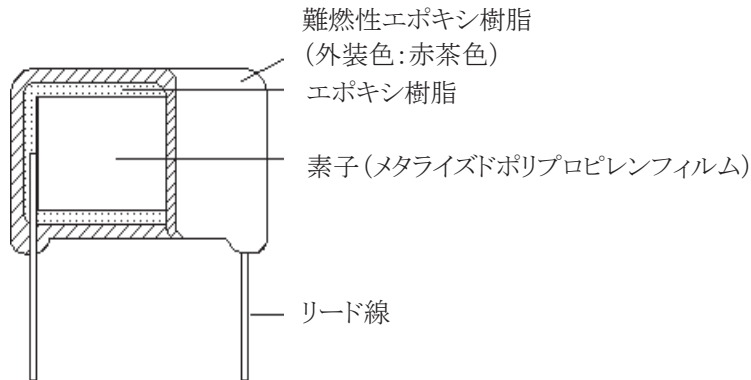 難燃性エポキシ樹脂
(外装色:赤茶色)
エポキシ樹脂
素子(メタライズドポリプロピレンフィルム)
リード線